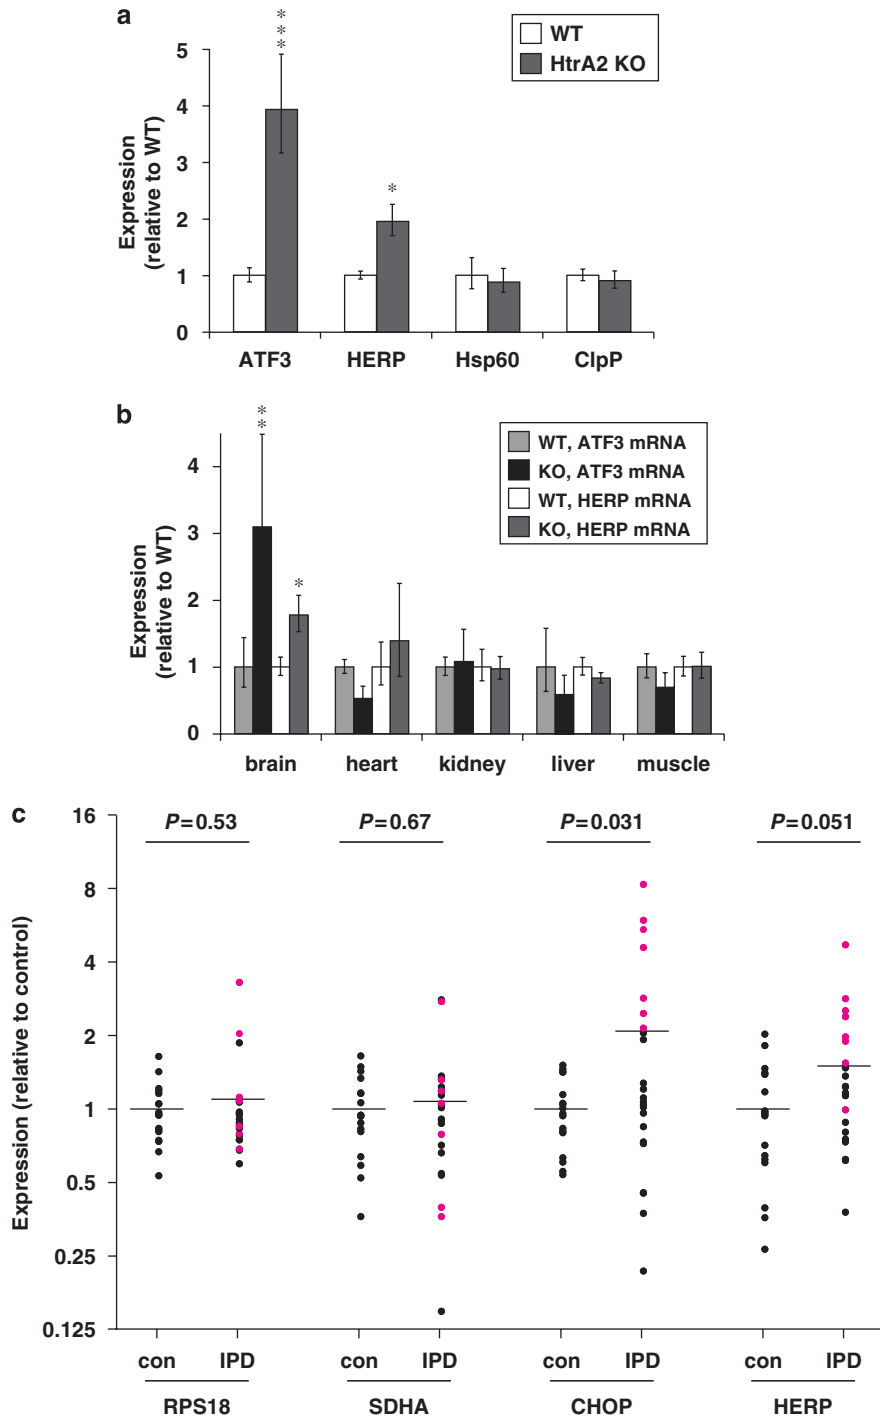 a
***
WT
HtrA2 KO
5
4
3
2
1
0
Expression
(relative to WT)
*
ATF3 HERP Hsp60 ClpP
b
**
WT, ATF3 mRNA
KO, ATF3 mRNA
WT, HERP mRNA
KO, HERP mRNA
4
3
2
1
0
Expression
(relative to WT)
*
brain heart kidney liver muscle
c
P=0.53 P=0.67 P=0.031 P=0.051
16
8
4
2
1
0.5
0.25
0.125
Expression (relative to control)
con IPD con IPD con IPD con IPD
RPS18 SDHA CHOP HERP